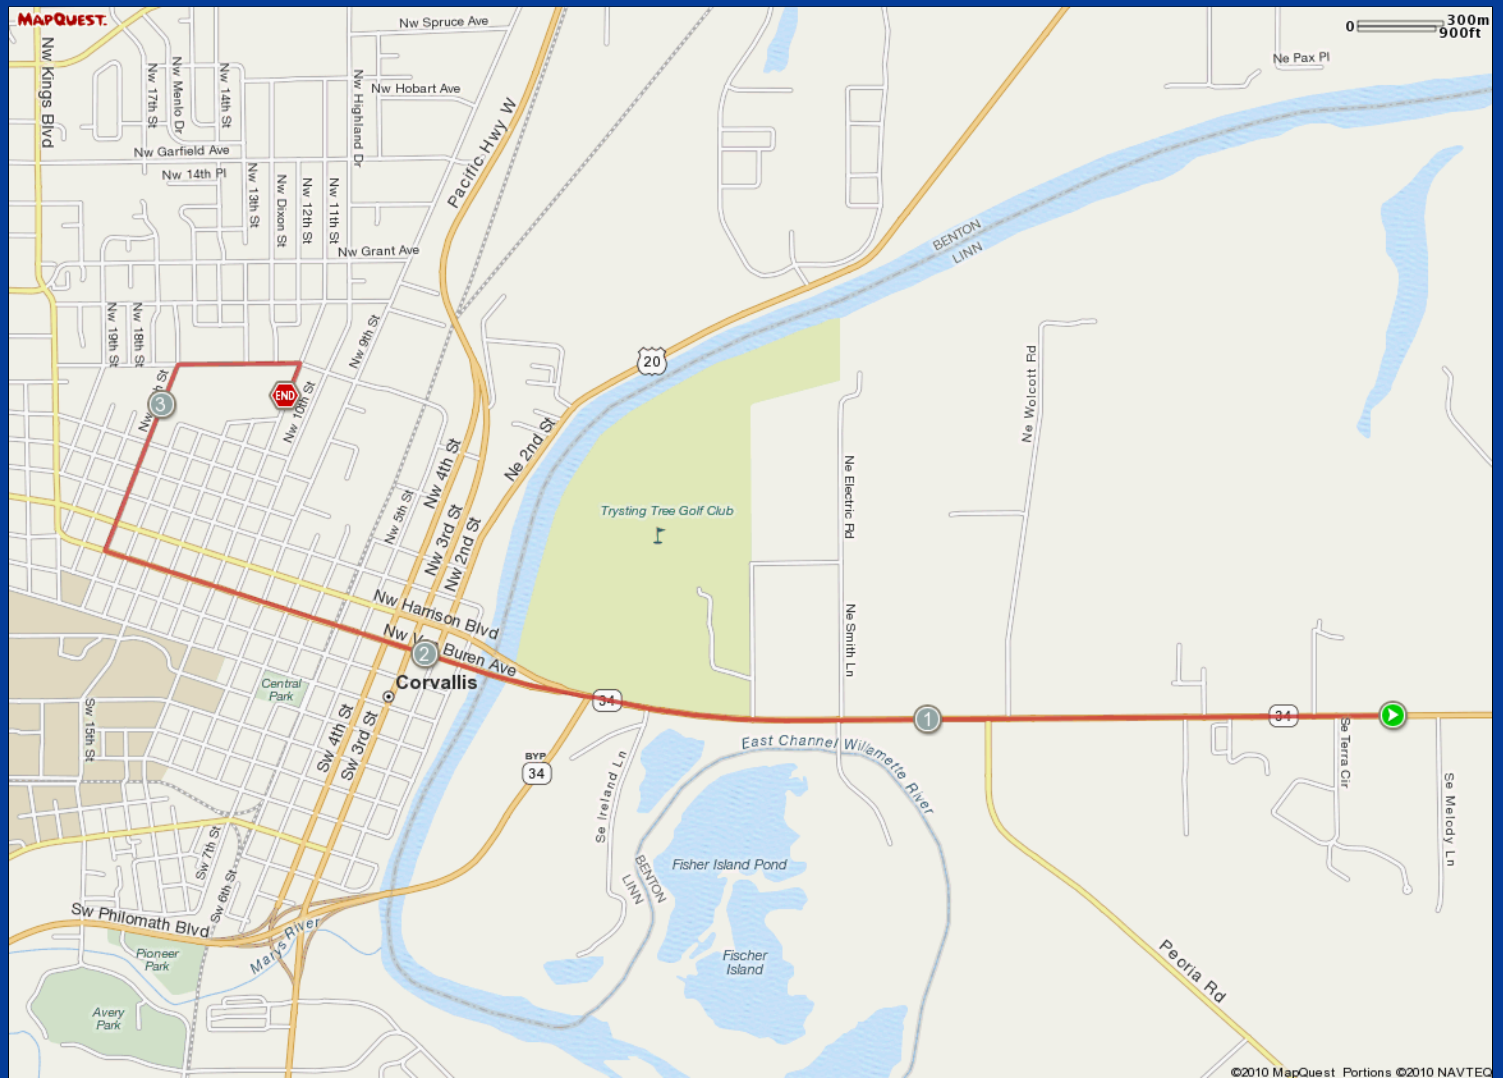 MAPQUEST.
Nw Spruce Ave
0 300m
900ft
Ne Pax Pl
Nw Kings Blvd
Nw 17th St
Nw Menlo Dr
Nw 14th St
Nw Highland Dr
Nw Hobart Ave
Pacific Hwy W
Nw Garfield Ave
Nw 14th Pl
Nw 13th St
Nw Dixon St
Nw 12th St
Nw 11th St
Nw Grant Ave
BENTON
LINN
Nw 19th St
Nw 18th St
Nw 9th St
20
Ne Wolcott Rd
END
3
Nw 10th St
Ne 2nd St
Nw 4th St
Ne Electric Rd
Trysting Tree Golf Club
Nw 5th St
Nw 3rd St
Nw 2nd St
Nw Harrison Blvd
Nw Van Buren Ave
2
Ne Smith Ln
Central
Park
Corvallis
34
1
34
Sw 15th St
Sw 4th St
Sw 3rd St
BYP
34
East Channel Willamette River
Se Terra Cir
Se Ireland Ln
Se Melody Ln
Sw 7th St
Sw 6th St
BENTON
LINN
Fisher Island Pond
Sw Philomath Blvd
Marys River
Pioneer
Park
Fischer
Island
Peoria Rd
Avery
Park
©2010 MapQuest Portions ©2010 NAVTEQ